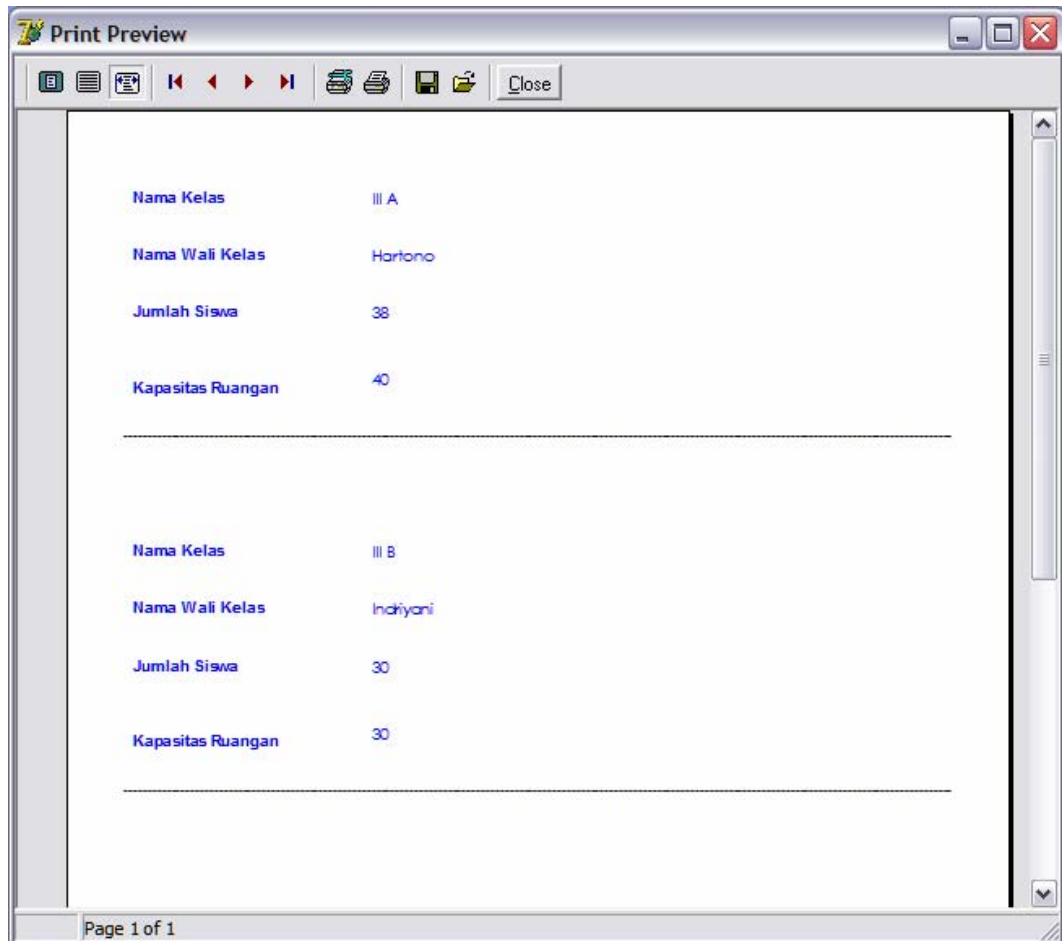 Print Preview
Close
Nama Kelas III A
Nama Wali Kelas Hartono
Jumlah Siswa 38
Kapasitas Ruangan 40
Nama Kelas III B
Nama Wali Kelas Indriyani
Jumlah Siswa 30
Kapasitas Ruangan 30
Page 1 of 1